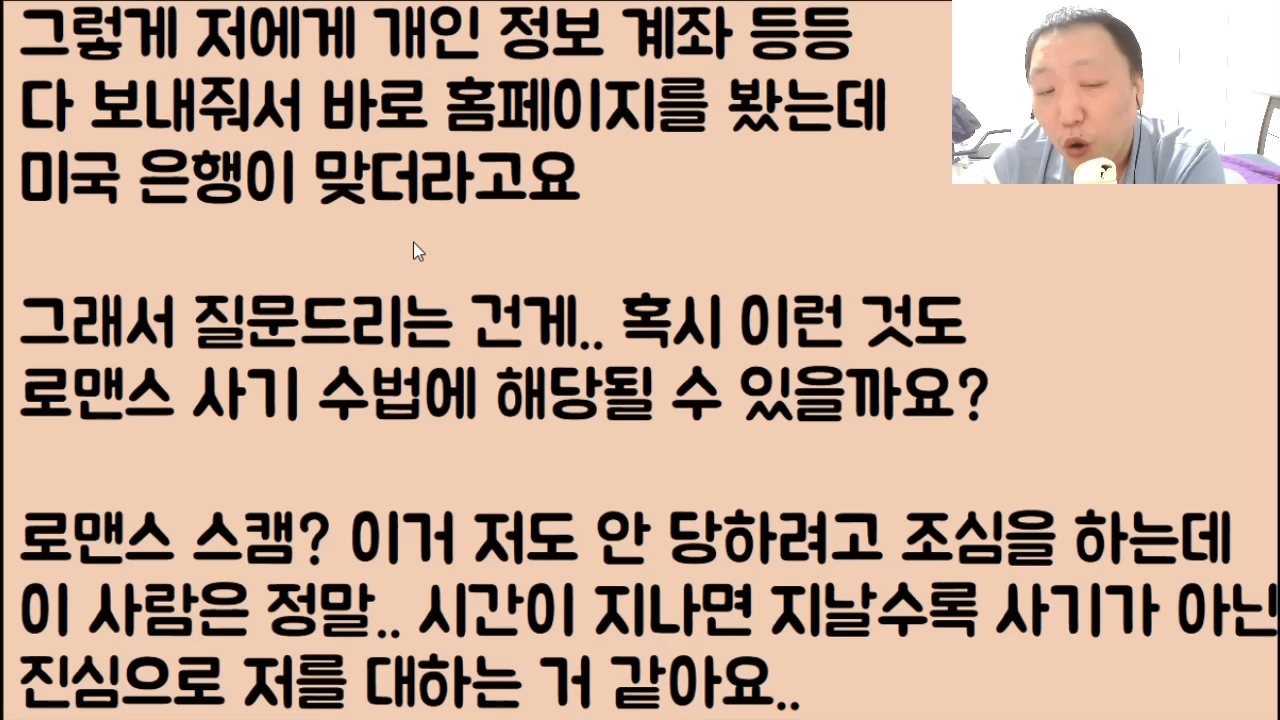 그렇게 저에게 개인 정보 계좌 등등
다 보내줘서 바로 홈페이지를 봤는데
미국 은행이 맞더라고요
그래서 질문드리는 건게.. 혹시 이런 것도
로맨스 사기 수법에 해당될 수 있을까요?
로맨스 스캠? 이거 저도 안 당하려고 조심을 하는데
이 사람은 정말.. 시간이 지나면 지날수록 사기가 아닌
진심으로 저를 대하는 거 같아요..